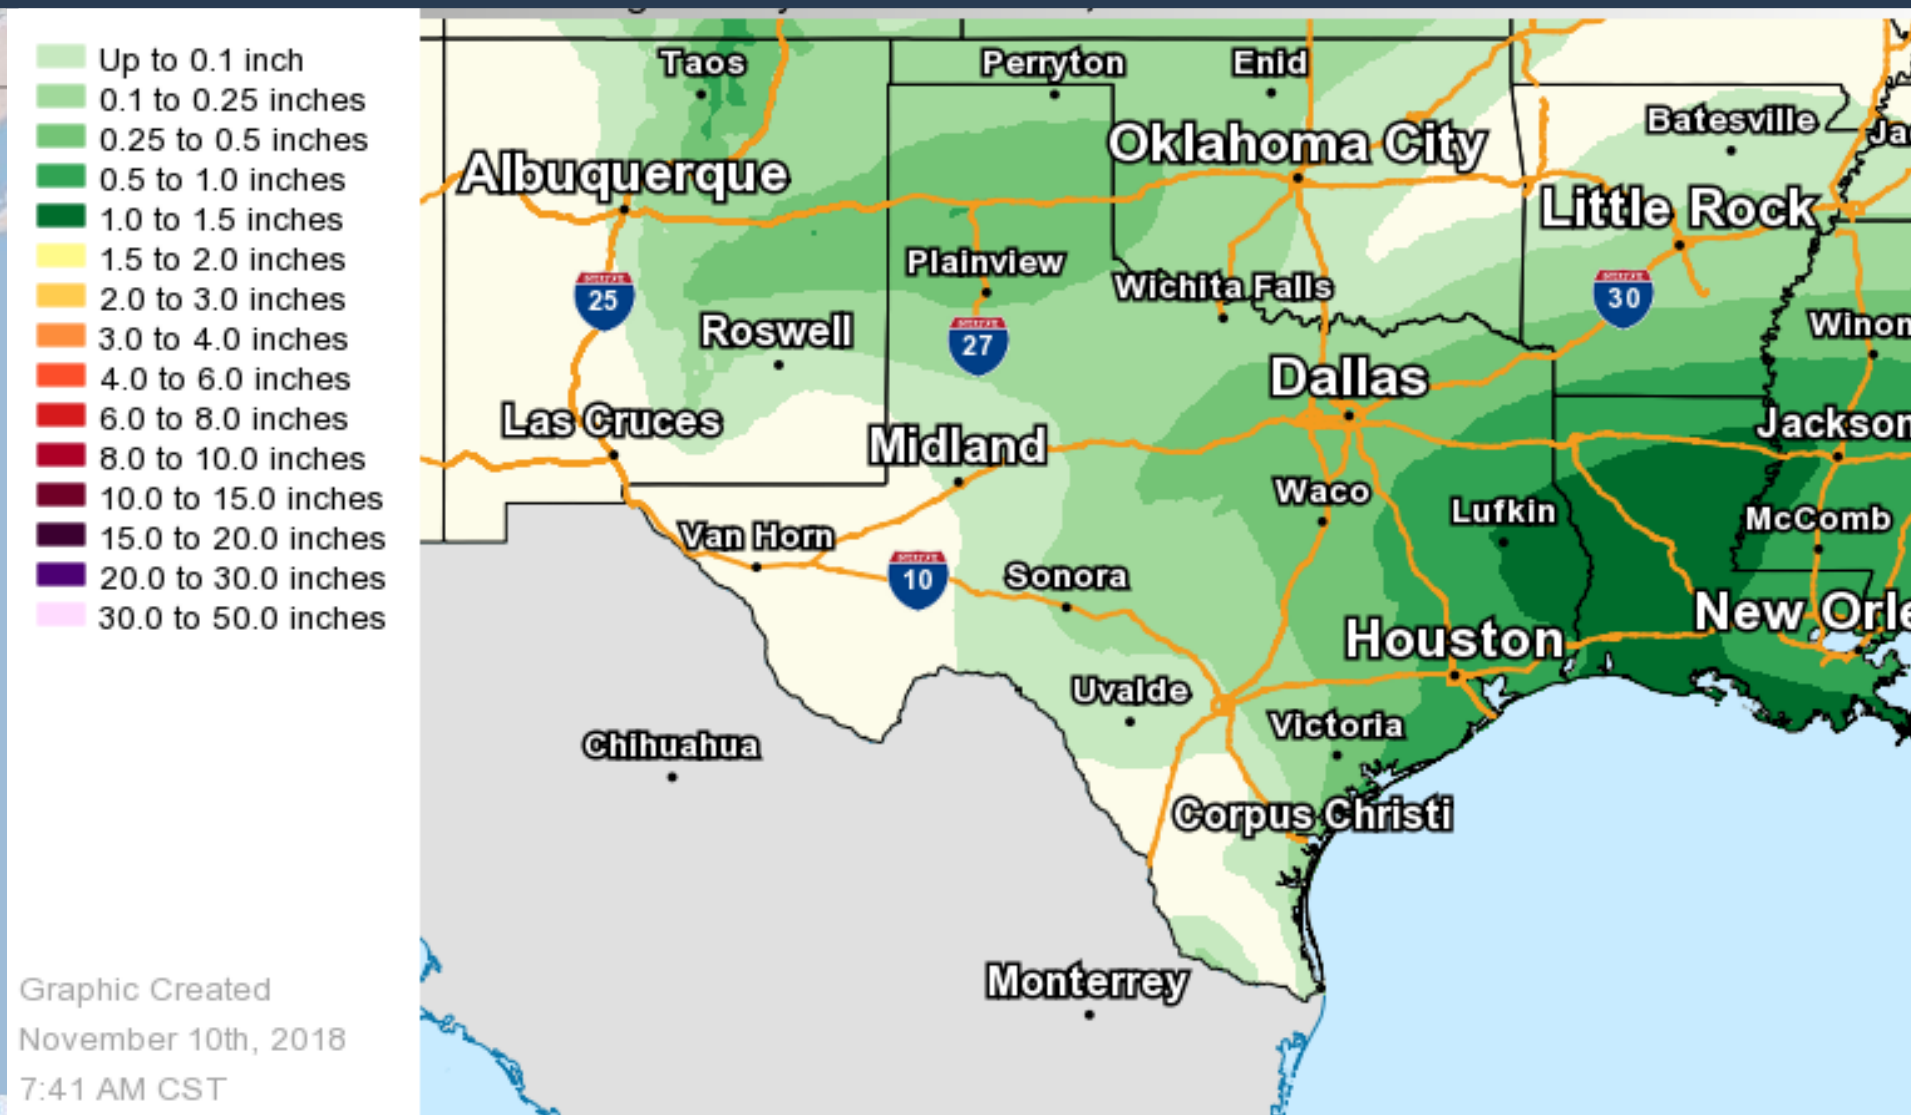 Up to 0.1 inch
0.1 to 0.25 inches
0.25 to 0.5 inches
0.5 to 1.0 inches
1.0 to 1.5 inches
1.5 to 2.0 inches
2.0 to 3.0 inches
3.0 to 4.0 inches
4.0 to 6.0 inches
6.0 to 8.0 inches
8.0 to 10.0 inches
10.0 to 15.0 inches
15.0 to 20.0 inches
20.0 to 30.0 inches
30.0 to 50.0 inches
Graphic Created
November 10th, 2018
7:41 AM CST
Taos
Perryton
Enid
Batesville
Ja
Oklahoma City
Albuquerque
Little Rock
Plainview
Wichita Falls
25
30
Roswell
27
Winon
Dallas
Las Cruces
Midland
Jackson
Waco
Lufkin
McComb
Van Horn
10
Sonora
New Orle
Houston
Uvalde
Victoria
Chihuahua
Corpus Christi
Monterrey